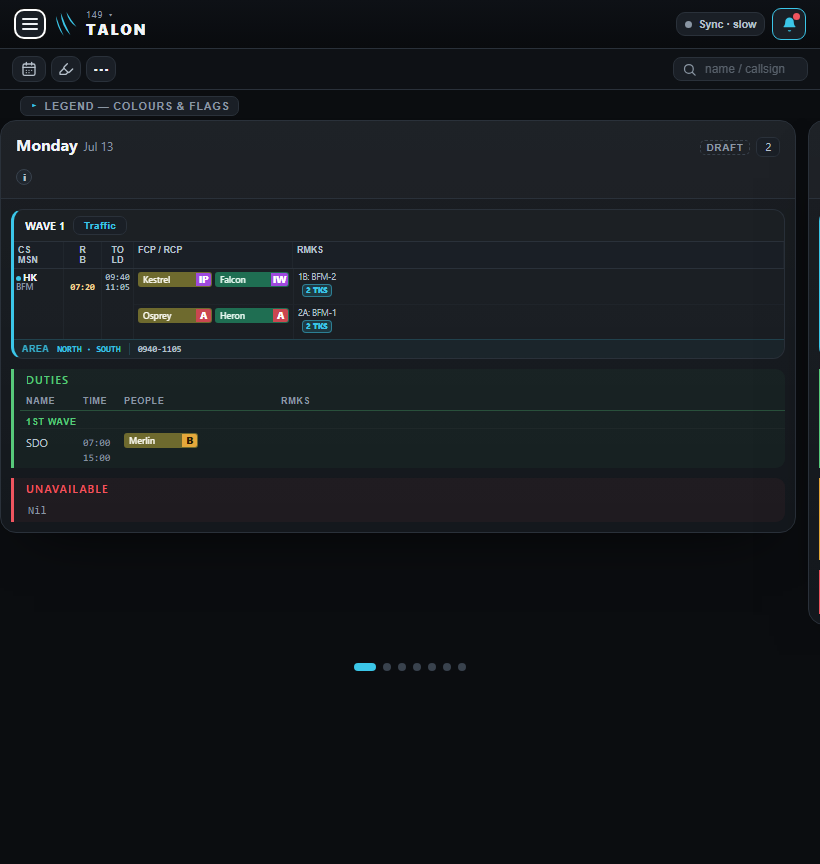 149 ·
TALON
Sync · slow
name / callsign
LEGEND — COLOURS & FLAGS
Monday Jul 13
DRAFT 2
i
WAVE 1 Traffic
CS MSN R B TO LD FCP / RCP RMKS
HK BFM 07:20 09:40 11:05 Kestrel IP Falcon IW 1B: BFM-2
2 TKS
Osprey A Heron A 2A: BFM-1
2 TKS
AREA NORTH · SOUTH 0940-1105
DUTIES
NAME TIME PEOPLE RMKS
1ST WAVE
SDO 07:00 15:00 Merlin B
UNAVAILABLE
Nil